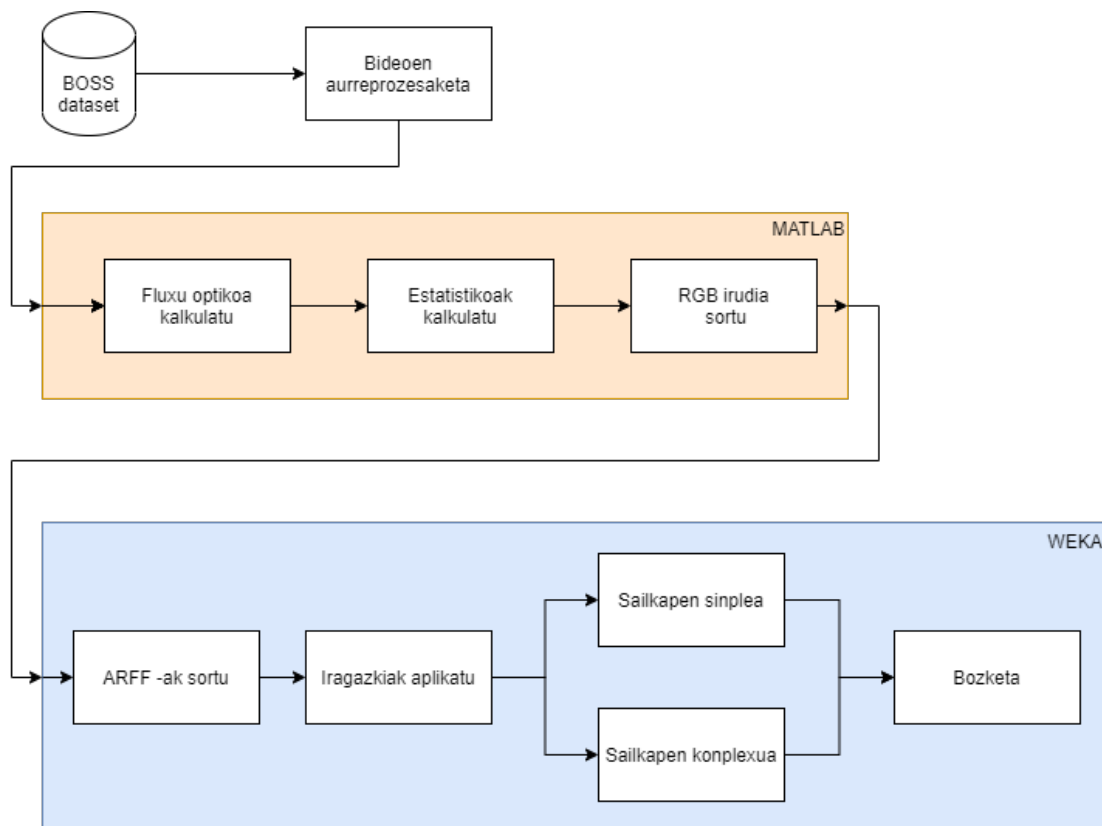 BOSS
dataset
Bideoen
aurreprozesaketa
MATLAB
Fluxu optikoa
kalkulatu
Estatistikoak
kalkulatu
RGB irudia
sortu
WEKA
ARFF -ak sortu
Iragazkiak aplikatu
Sailkapen sinplea
Sailkapen konplexua
Bozketa